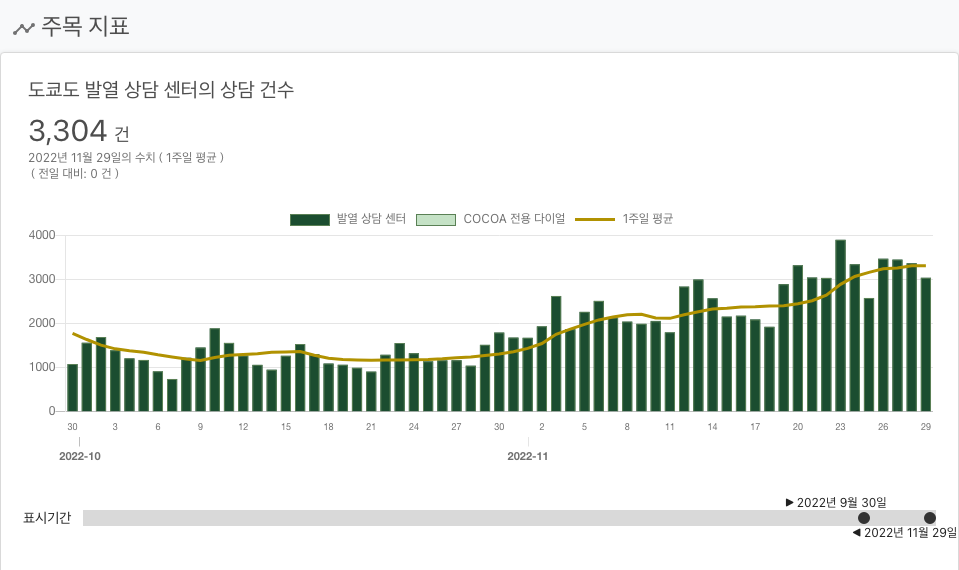 주목 지표
도쿄도 발열 상담 센터의 상담 건수
3,304 건
2022년 11월 29일의 수치 ( 1주일 평균 )
( 전일 대비: 0 건 )
발열 상담 센터 COCOA 전용 다이얼 1주일 평균
4000
3000
2000
1000
0
30 3 6 9 12 15 18 21 24 27 30 2 5 8 11 14 17 20 23 26 29
2022-10 2022-11
▶ 2022년 9월 30일
표시기간
◀ 2022년 11월 29일